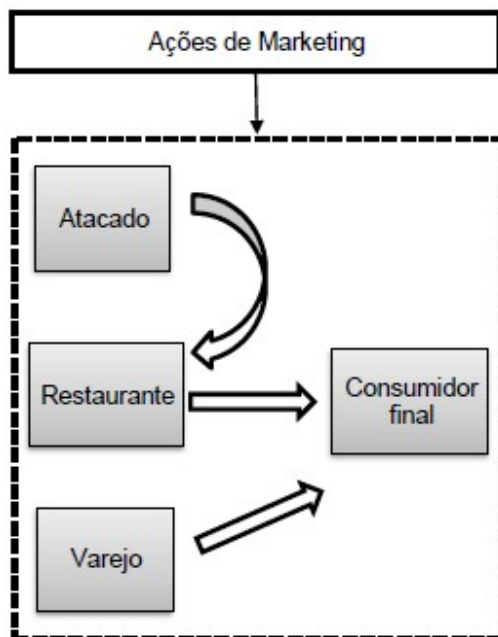 Ações de Marketing
Atacado
Restaurante
Consumidor
final
Varejo